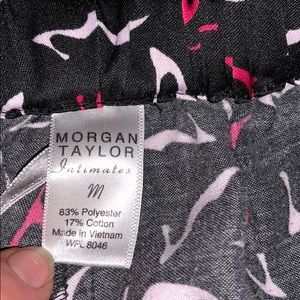 MORGAN
TAYLOR
Intimates
M
83% Polyester
17% Cotton
Made in Vietnam
WPL 8046